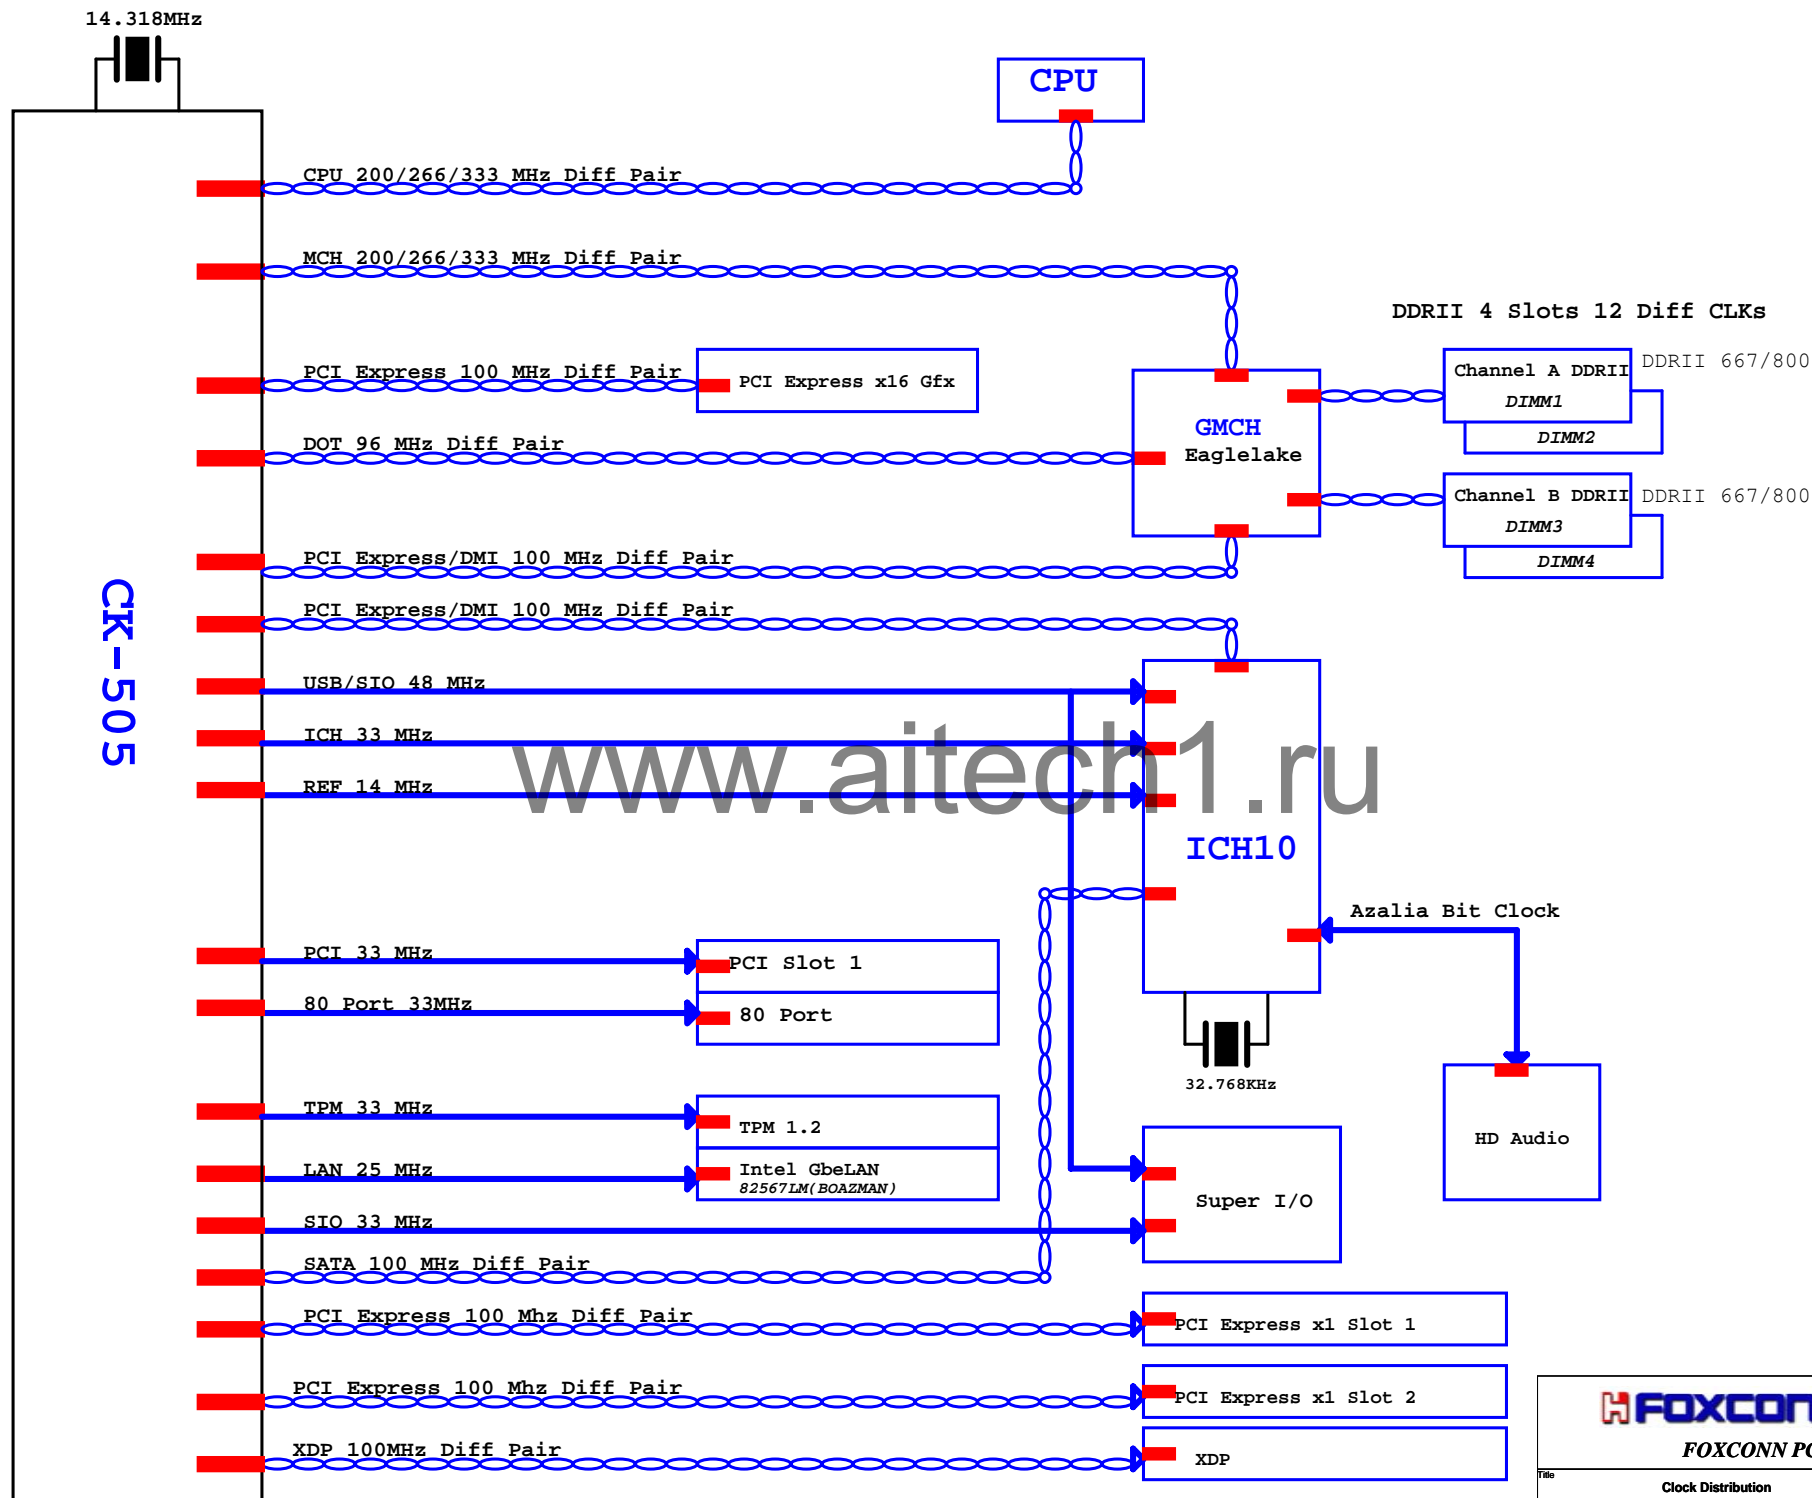 14.318MHz
CPU
CPU 200/266/333 MHz Diff Pair
MCH 200/266/333 MHz Diff Pair
DDRII 4 Slots 12 Diff CLKs
PCI Express 100 MHz Diff Pair
PCI Express x16 Gfx
Channel A DDRII
DDRII 667/800
DIMM1
DIMM2
DOT 96 MHz Diff Pair
GMCH
Eaglelake
Channel B DDRII
DDRII 667/800
DIMM3
DIMM4
PCI Express/DMI 100 MHz Diff Pair
PCI Express/DMI 100 MHz Diff Pair
CK-505
USB/SIO 48 MHz
ICH 33 MHz
REF 14 MHz
www.aitech1.ru
ICH10
Azalia Bit Clock
PCI 33 MHz
PCI Slot 1
80 Port 33MHz
80 Port
32.768KHz
TPM 33 MHz
TPM 1.2
HD Audio
LAN 25 MHz
Intel GbeLAN
82567LM(BOAZMAN)
Super I/O
SIO 33 MHz
SATA 100 MHz Diff Pair
PCI Express 100 Mhz Diff Pair
PCI Express x1 Slot 1
PCI Express 100 Mhz Diff Pair
PCI Express x1 Slot 2
XDP 100MHz Diff Pair
XDP
FOXCONN
FOXCONN PC
Title
Clock Distribution